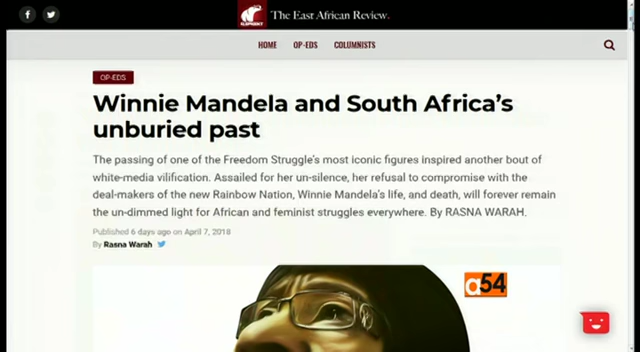 ELEPHANT
The East African Review.
HOME OP-EDS COLUMNISTS
OP-EDS
Winnie Mandela and South Africa's
unburied past
The passing of one of the Freedom Struggle's most iconic figures inspired another bout of
white-media vilification. Assailed for her un-silence, her refusal to compromise with the
deal-makers of the new Rainbow Nation, Winnie Mandela's life, and death, will forever remain
the un-dimmed light for African and feminist struggles everywhere. By RASNA WARAH.
Published 6 days ago on April 7, 2018
By Rasna Warah
a54